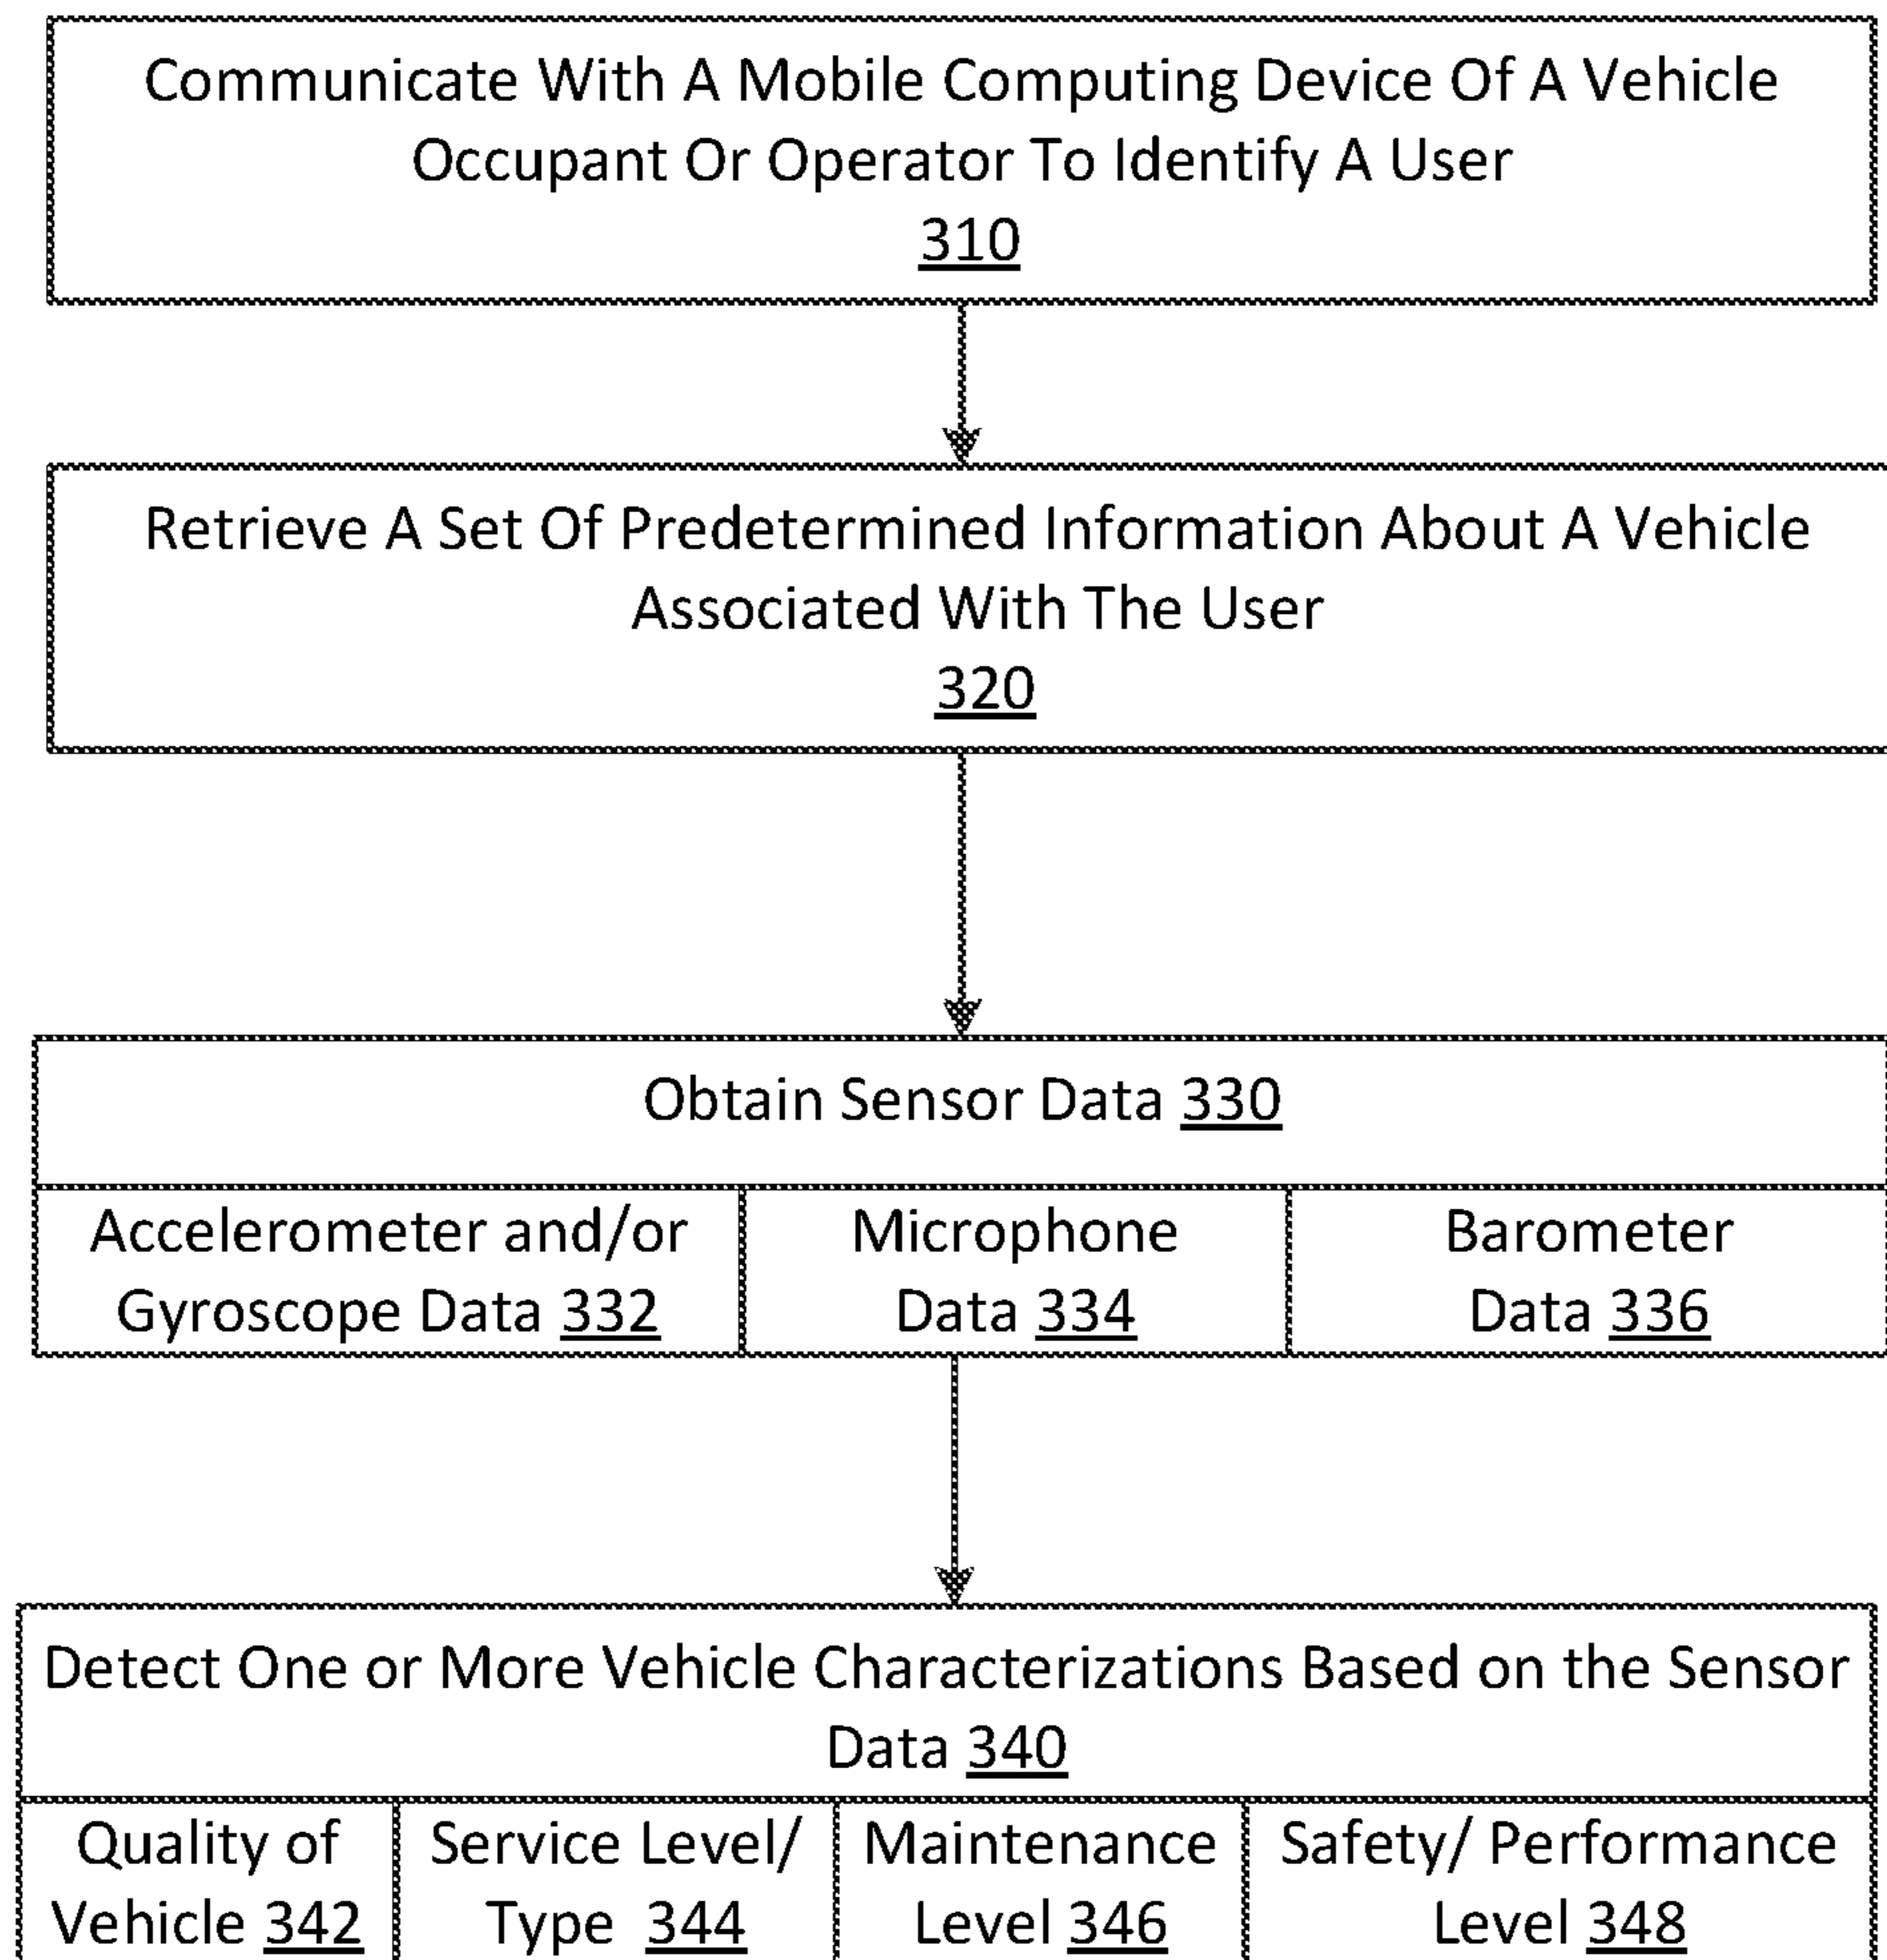 Communicate With A Mobile Computing Device Of A Vehicle
Occupant Or Operator To Identify A User
310
Retrieve A Set Of Predetermined Information About A Vehicle
Associated With The User
320
Obtain Sensor Data 330
Accelerometer and/or
Gyroscope Data 332
Microphone
Data 334
Barometer
Data 336
Detect One or More Vehicle Characterizations Based on the Sensor
Data 340
Quality of
Vehicle 342
Service Level/
Type 344
Maintenance
Level 346
Safety/ Performance
Level 348